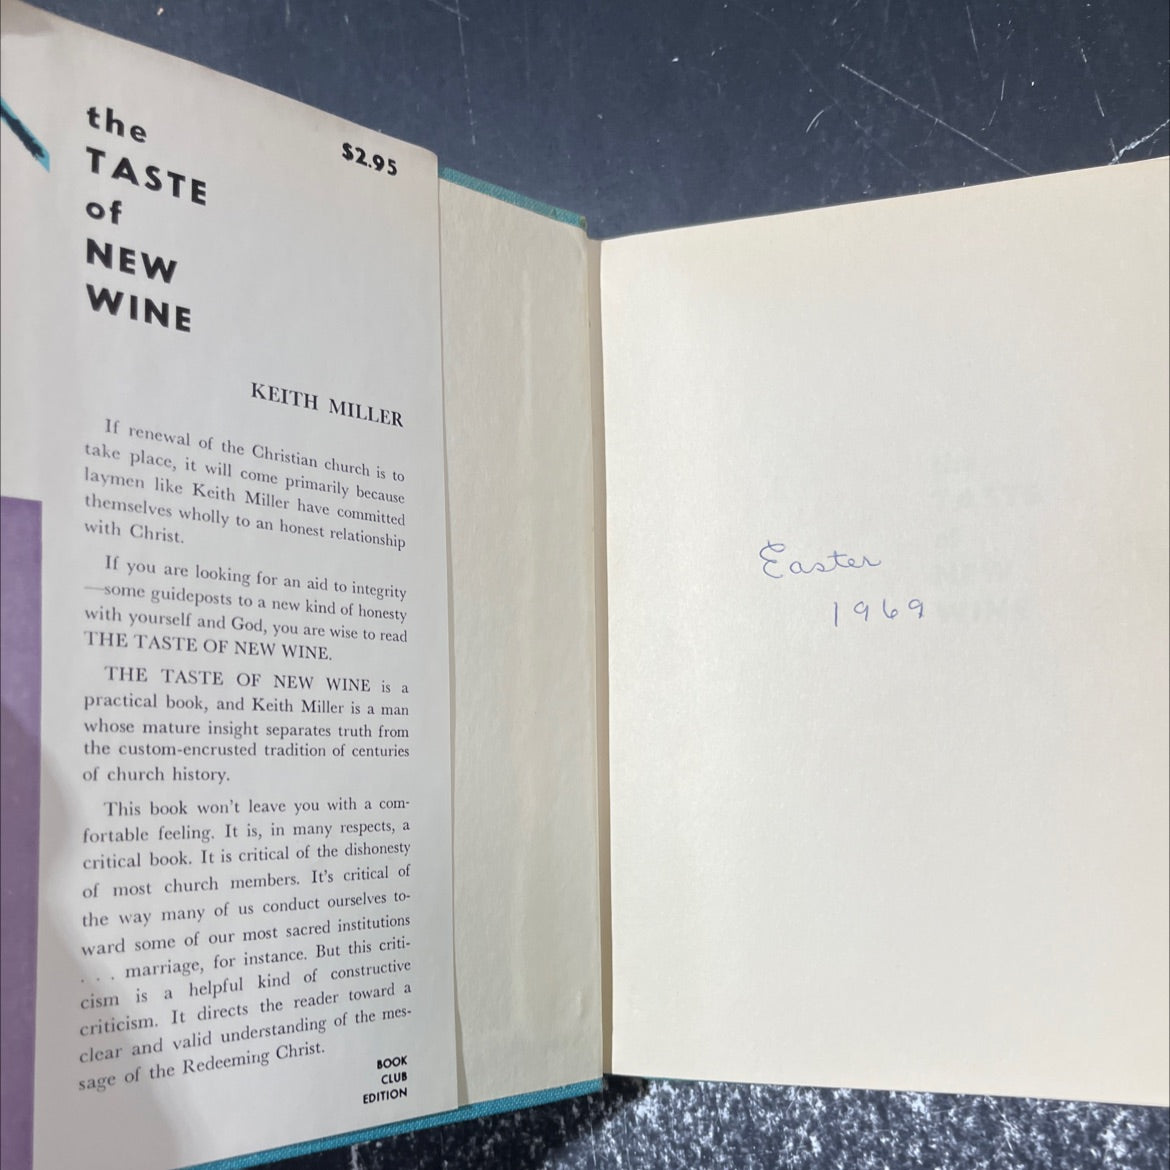 the
TASTE
of
NEW
WINE
$2.95
KEITH MILLER
If renewal of the Christian church is to
take place, it will come primarily because
laymen like Keith Miller have committed
themselves wholly to an honest relationship
with Christ.
If you are looking for an aid to integrity
—some guideposts to a new kind of honesty
with yourself and God, you are wise to read
THE TASTE OF NEW WINE.
THE TASTE OF NEW WINE is a
practical book, and Keith Miller is a man
whose mature insight separates truth from
the custom-encrusted tradition of centuries
of church history.
This book won't leave you with a com-
fortable feeling. It is, in many respects, a
critical book. It is critical of the dishonesty
of most church members. It's critical of
the way many of us conduct ourselves to-
ward some of our most sacred institutions
. . . marriage, for instance. But this criti-
cism is a helpful kind of constructive
criticism. It directs the reader toward a
clear and valid understanding of the mes-
sage of the Redeeming Christ.
BOOK
CLUB
EDITION
Easter
1969